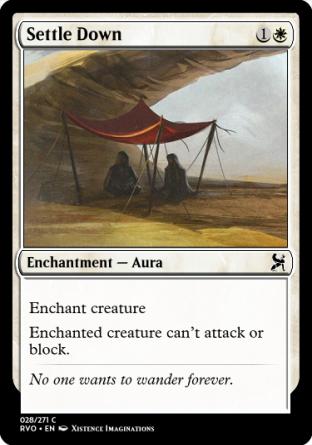 Settle Down 1
Enchantment — Aura
Enchant creature
Enchanted creature can't attack or
block.
No one wants to wander forever.
028/271 C
RVO • EN Xistence Imaginations